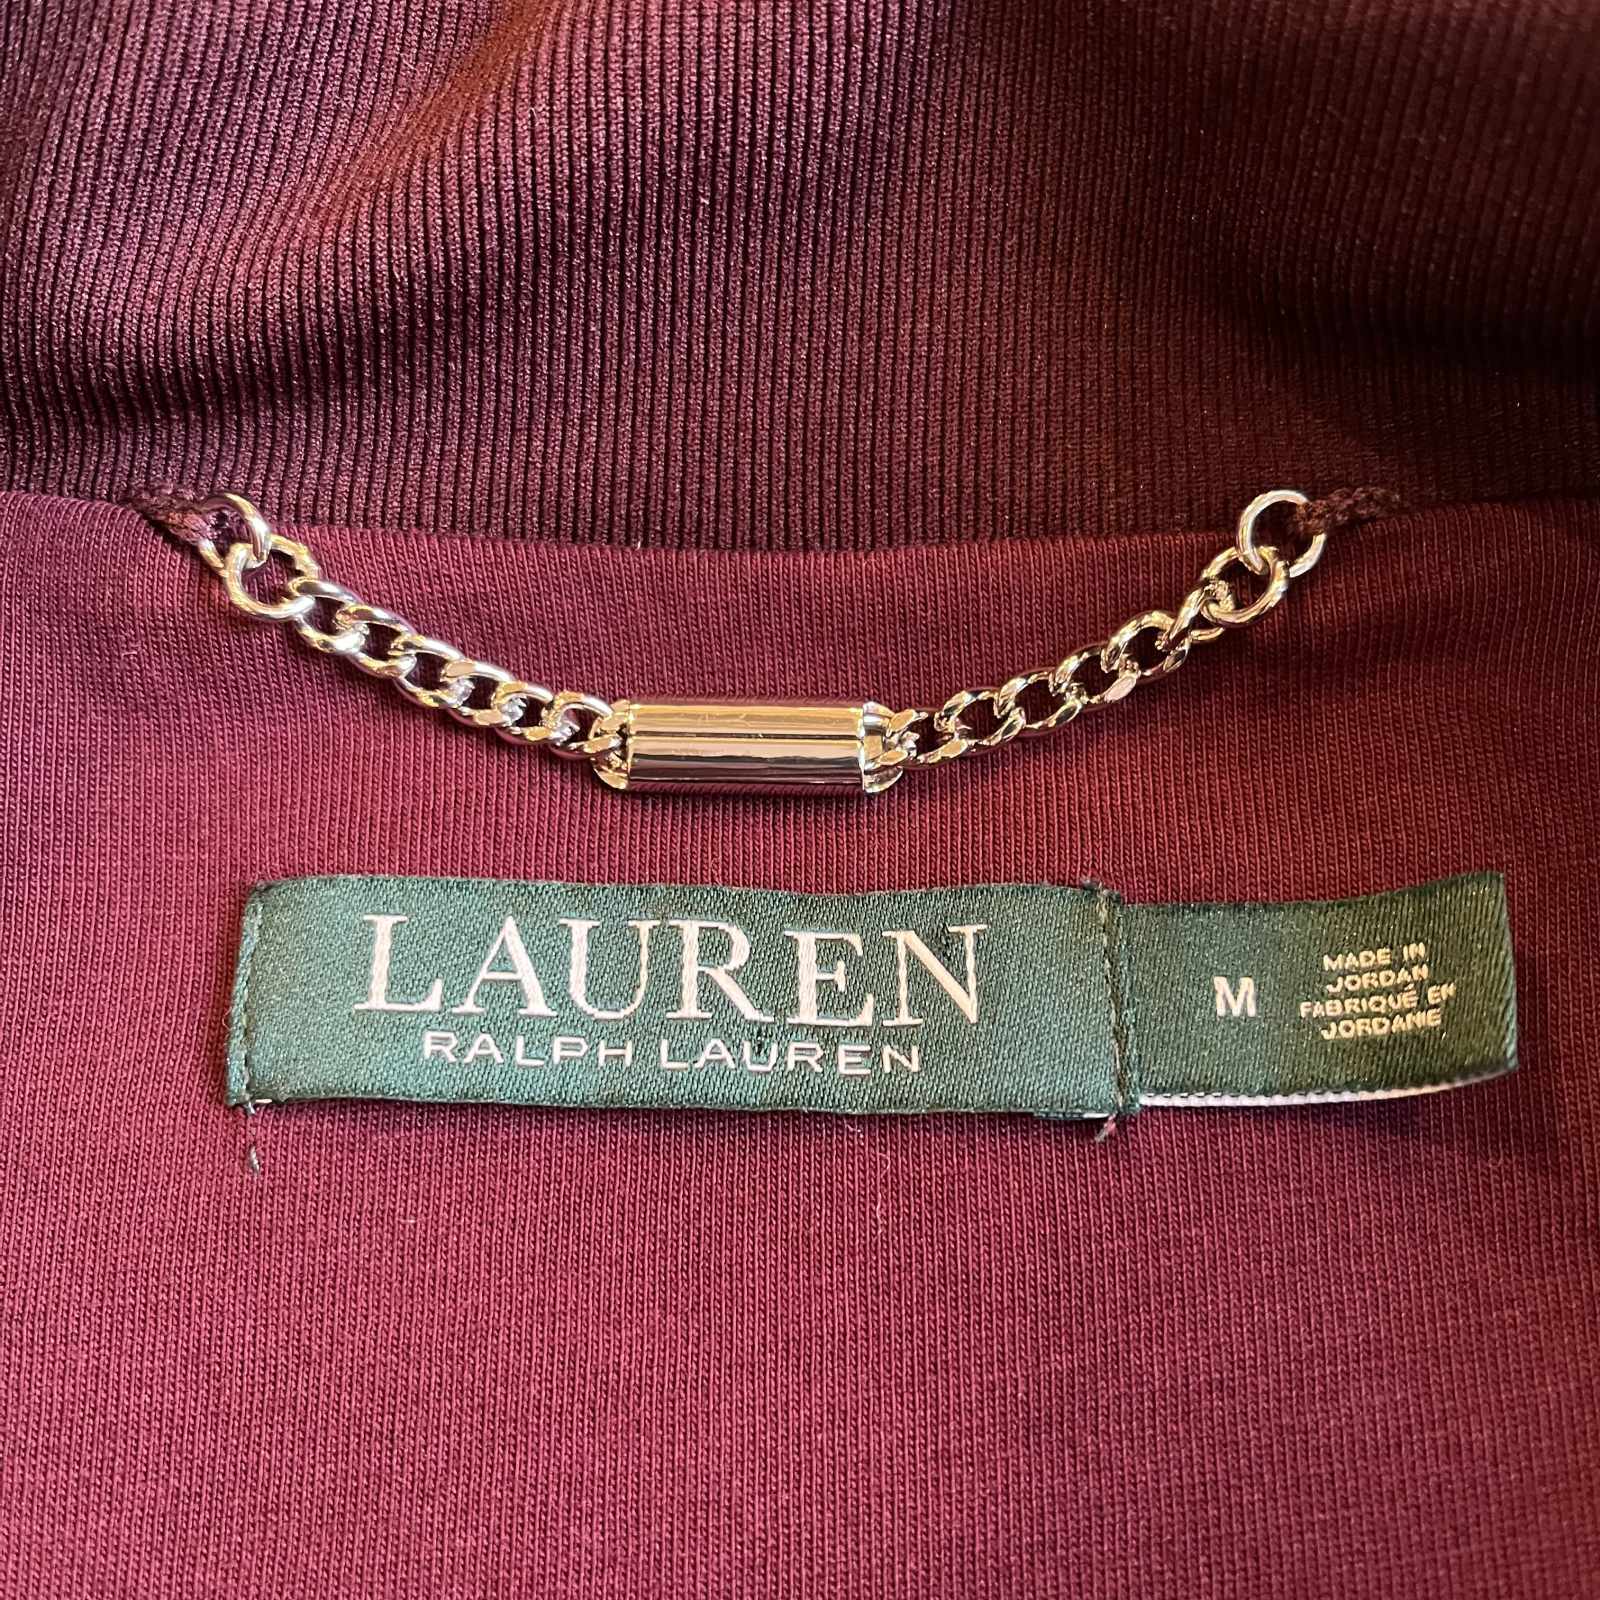 LAUREN
RALPH LAUREN
M
MADE IN
JORDAN
FABRIQUÉ EN
JORDANIE